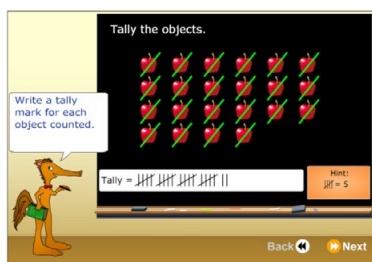 Tally the objects.
Write a tally
mark for each
object counted.
Tally =
Hint:
= 5
Back
Next